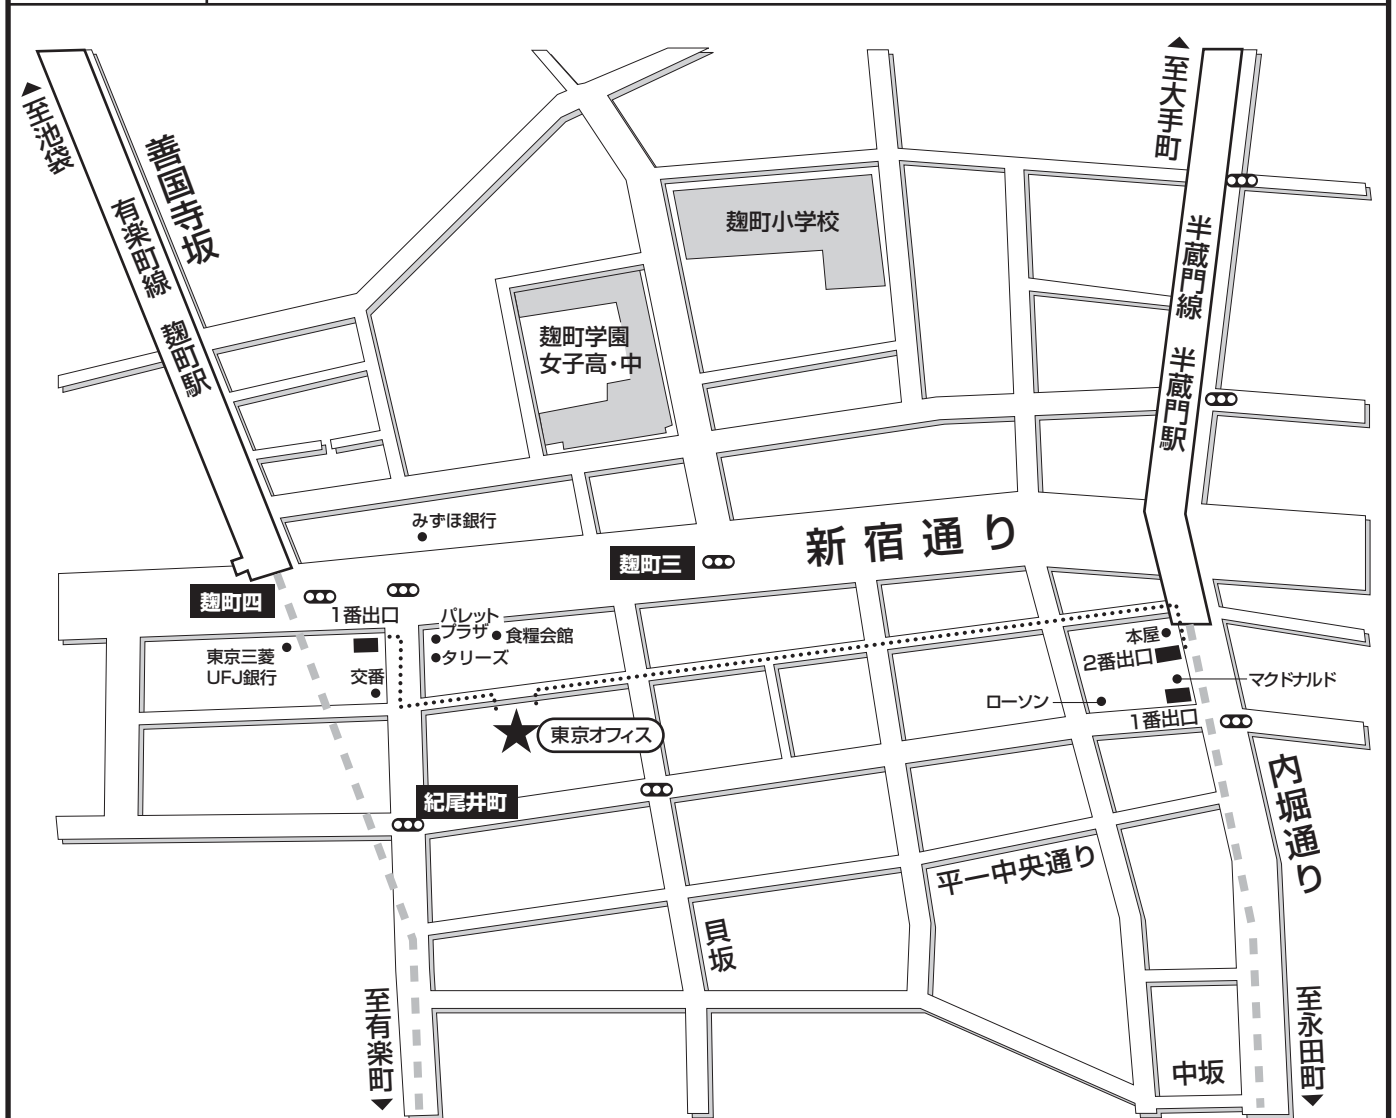 至池袋
善国寺坂
有楽町線 麹町駅
至大手町
半蔵門線 半蔵門駅
麹町小学校
麹町学園
女子高・中
みずほ銀行
新宿通り
麹町三
麹町四
1番出口
パレット
プラザ
食糧会館
タリーズ
東京三菱
UFJ銀行
交番
本屋
2番出口
マクドナルド
ローソン
1番出口
東京オフィス
紀尾井町
内堀通り
平一中央通り
貝坂
至有楽町
至永田町
中坂